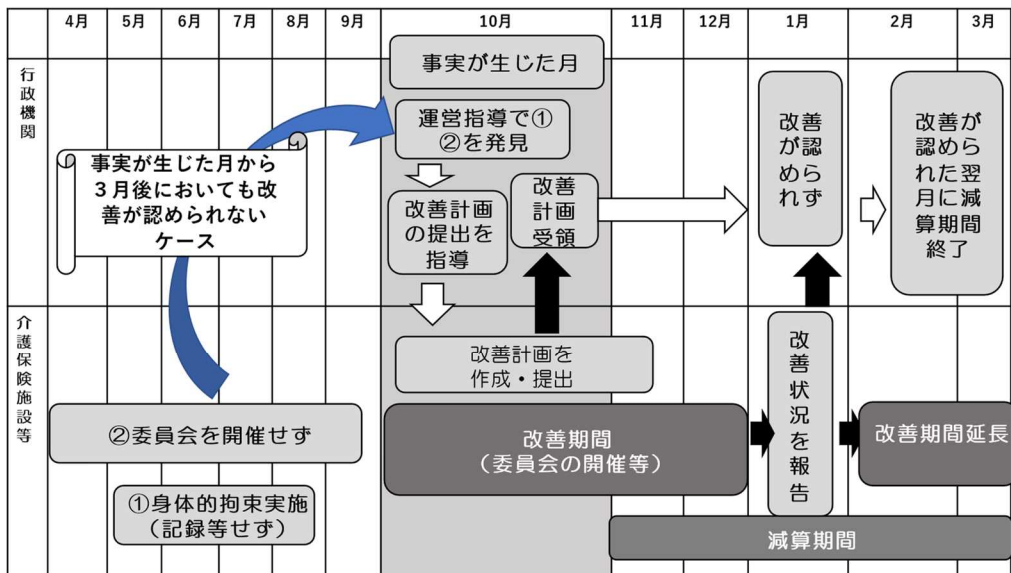 4月 5月 6月 7月 8月 9月 10月 11月 12月 1月 2月 3月
行政機関
事実が生じた月
運営指導で①
②を発見
事実が生じた月から
3月後においても改
善が認められない
ケース
改善計画
の提出を
指導
改善
計画
受領
改善
が認
めら
れず
改善が
認めら
れた翌
月に減
算期間
終了
介護保険施設等
改善計画を
作成・提出
②委員会を開催せず
①身体的拘束実施
（記録等せず）
改善期間
（委員会の開催等）
改善状況を報告
改善期間延長
減算期間